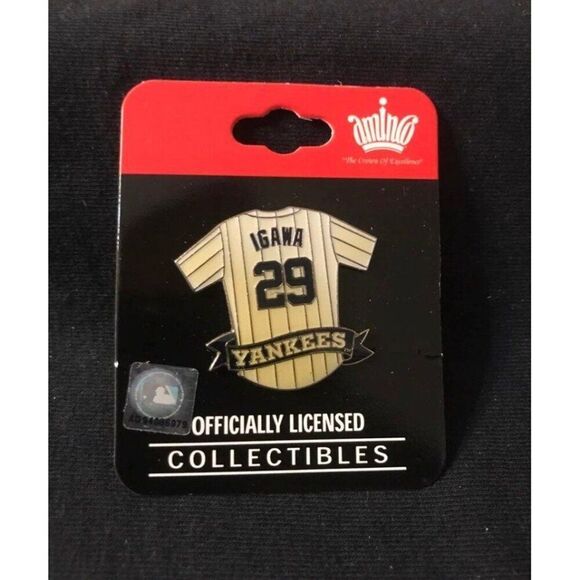 aminco
"The Crown Of Excellence"
IGAWA
29
YANKEES
OFFICIALLY LICENSED
COLLECTIBLES